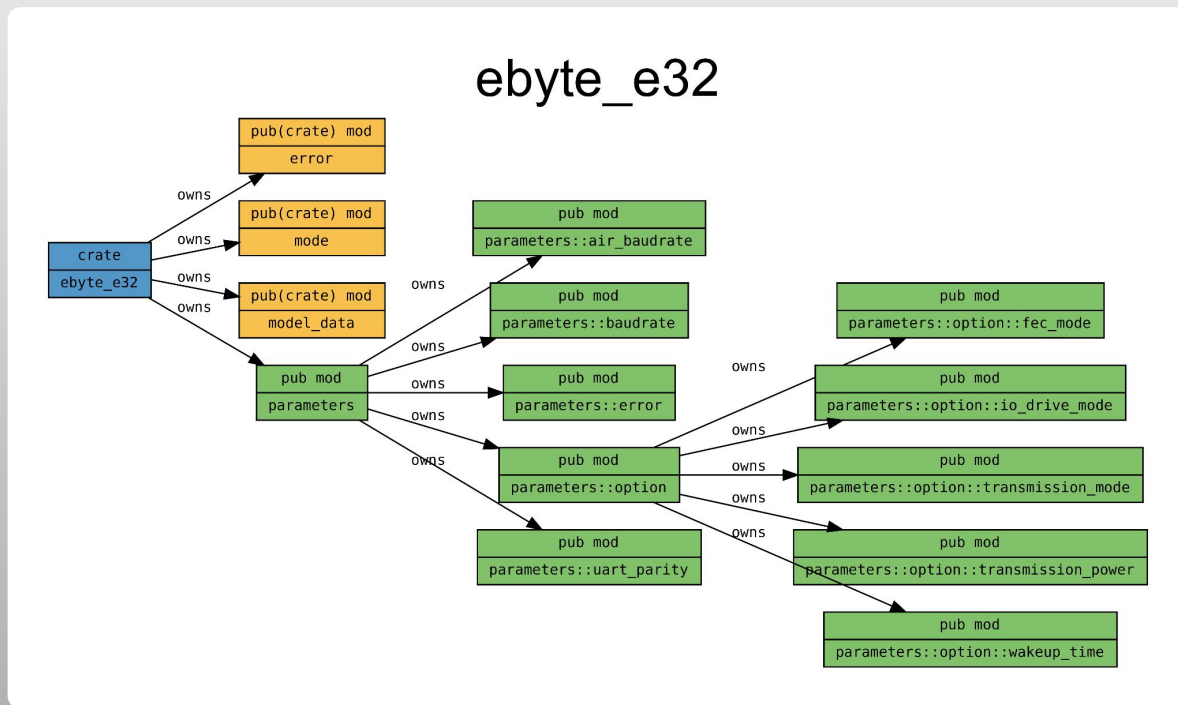 ebyte_e32
pub(crate) mod
error
owns
pub(crate) mod
mode
owns
crate
ebyte_e32
owns
pub(crate) mod
model_data
owns
pub mod
parameters
owns
pub mod
parameters::air_baudrate
owns
pub mod
parameters::baudrate
owns
pub mod
parameters::error
owns
pub mod
parameters::option
owns
pub mod
parameters::uart_parity
owns
pub mod
parameters::option::fec_mode
owns
pub mod
parameters::option::io_drive_mode
owns
pub mod
parameters::option::transmission_mode
owns
pub mod
parameters::option::transmission_power
owns
pub mod
parameters::option::wakeup_time